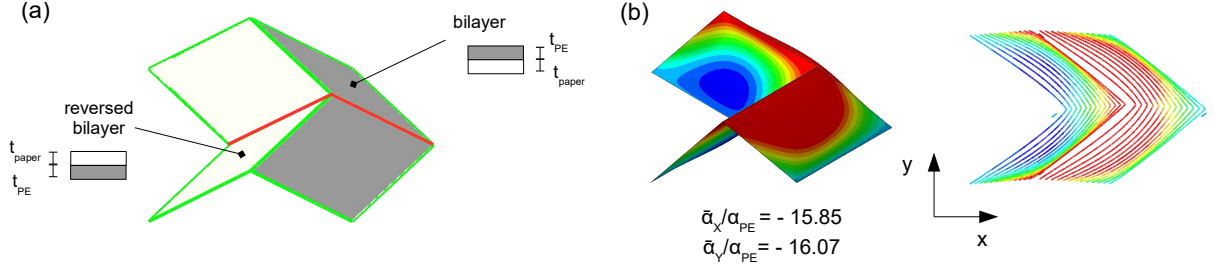 (a)
bilayer
t_PE
t_paper
reversed
bilayer
t_paper
t_PE
(b)
y
x
ᾱ_X/α_PE = - 15.85
ᾱ_Y/α_PE = - 16.07